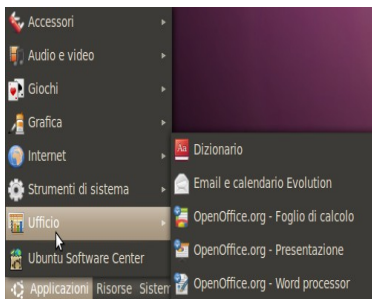 Accessori
Audio e video
Giochi
Grafica
Internet
Strumenti di sistema
Ufficio
Ubuntu Software Center
Applicazioni Risorse Sistem
Aa Dizionario
Email e calendario Evolution
OpenOffice.org - Foglio di calcolo
OpenOffice.org - Presentazione
OpenOffice.org - Word processor